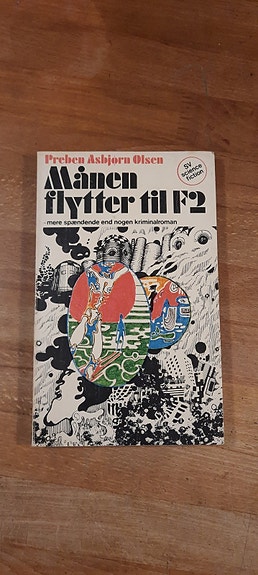 Preben Asbjørn Olsen
Månen
flytter til F2
- mere spændende end nogen kriminalroman
SV
science
fiction